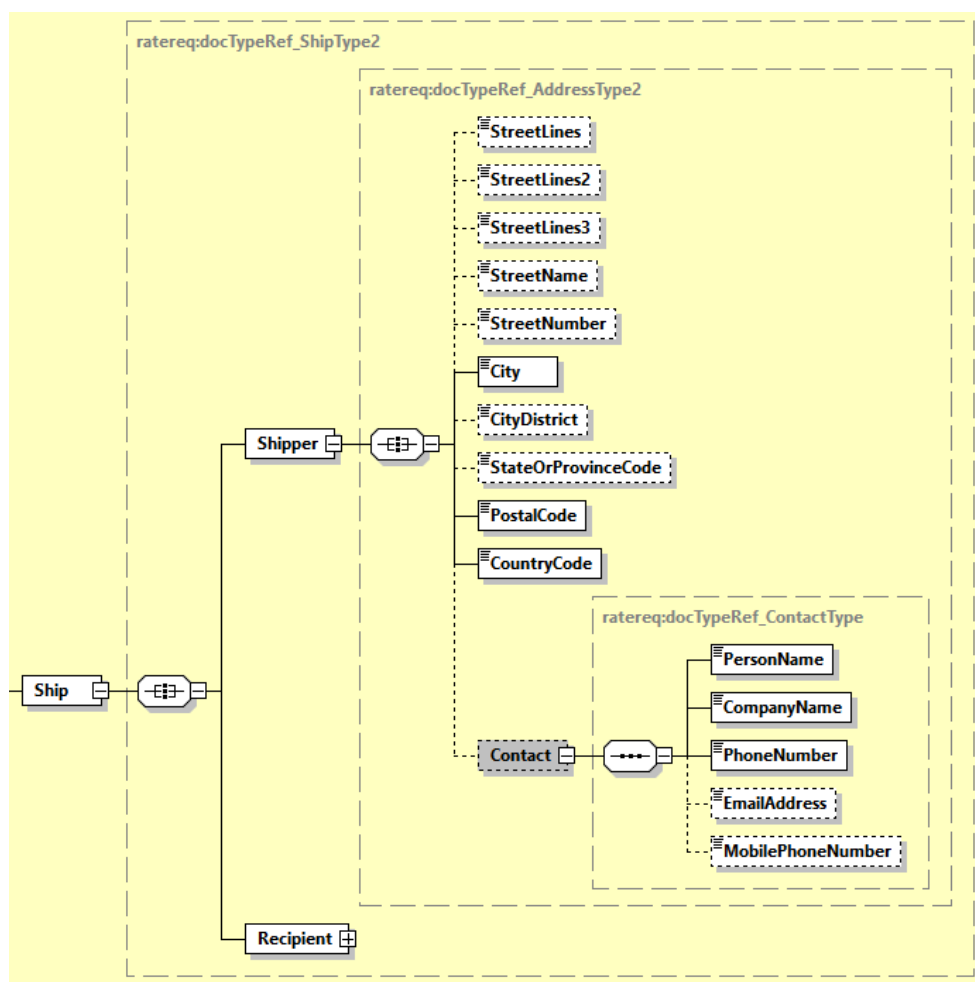 ratereq:docTypeRef_ShipType2
ratereq:docTypeRef_AddressType2
StreetLines
StreetLines2
StreetLines3
StreetName
StreetNumber
City
CityDistrict
Shipper
StateOrProvinceCode
PostalCode
CountryCode
ratereq:docTypeRef_ContactType
PersonName
Ship
CompanyName
Contact
PhoneNumber
EmailAddress
MobilePhoneNumber
Recipient